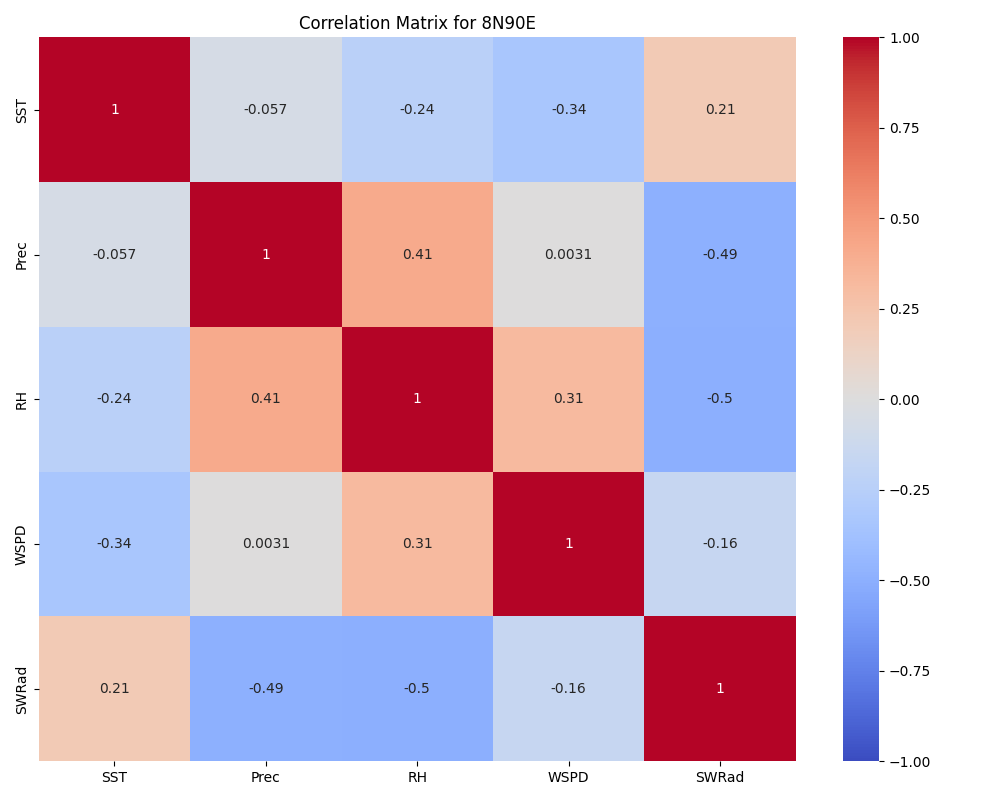 Correlation Matrix for 8N90E
SST 1 -0.057 -0.24 -0.34 0.21
Prec -0.057 1 0.41 0.0031 -0.49
RH -0.24 0.41 1 0.31 -0.5
WSPD -0.34 0.0031 0.31 1 -0.16
SWRad 0.21 -0.49 -0.5 -0.16 1
SST Prec RH WSPD SWRad
1.00
0.75
0.50
0.25
0.00
−0.25
−0.50
−0.75
−1.00